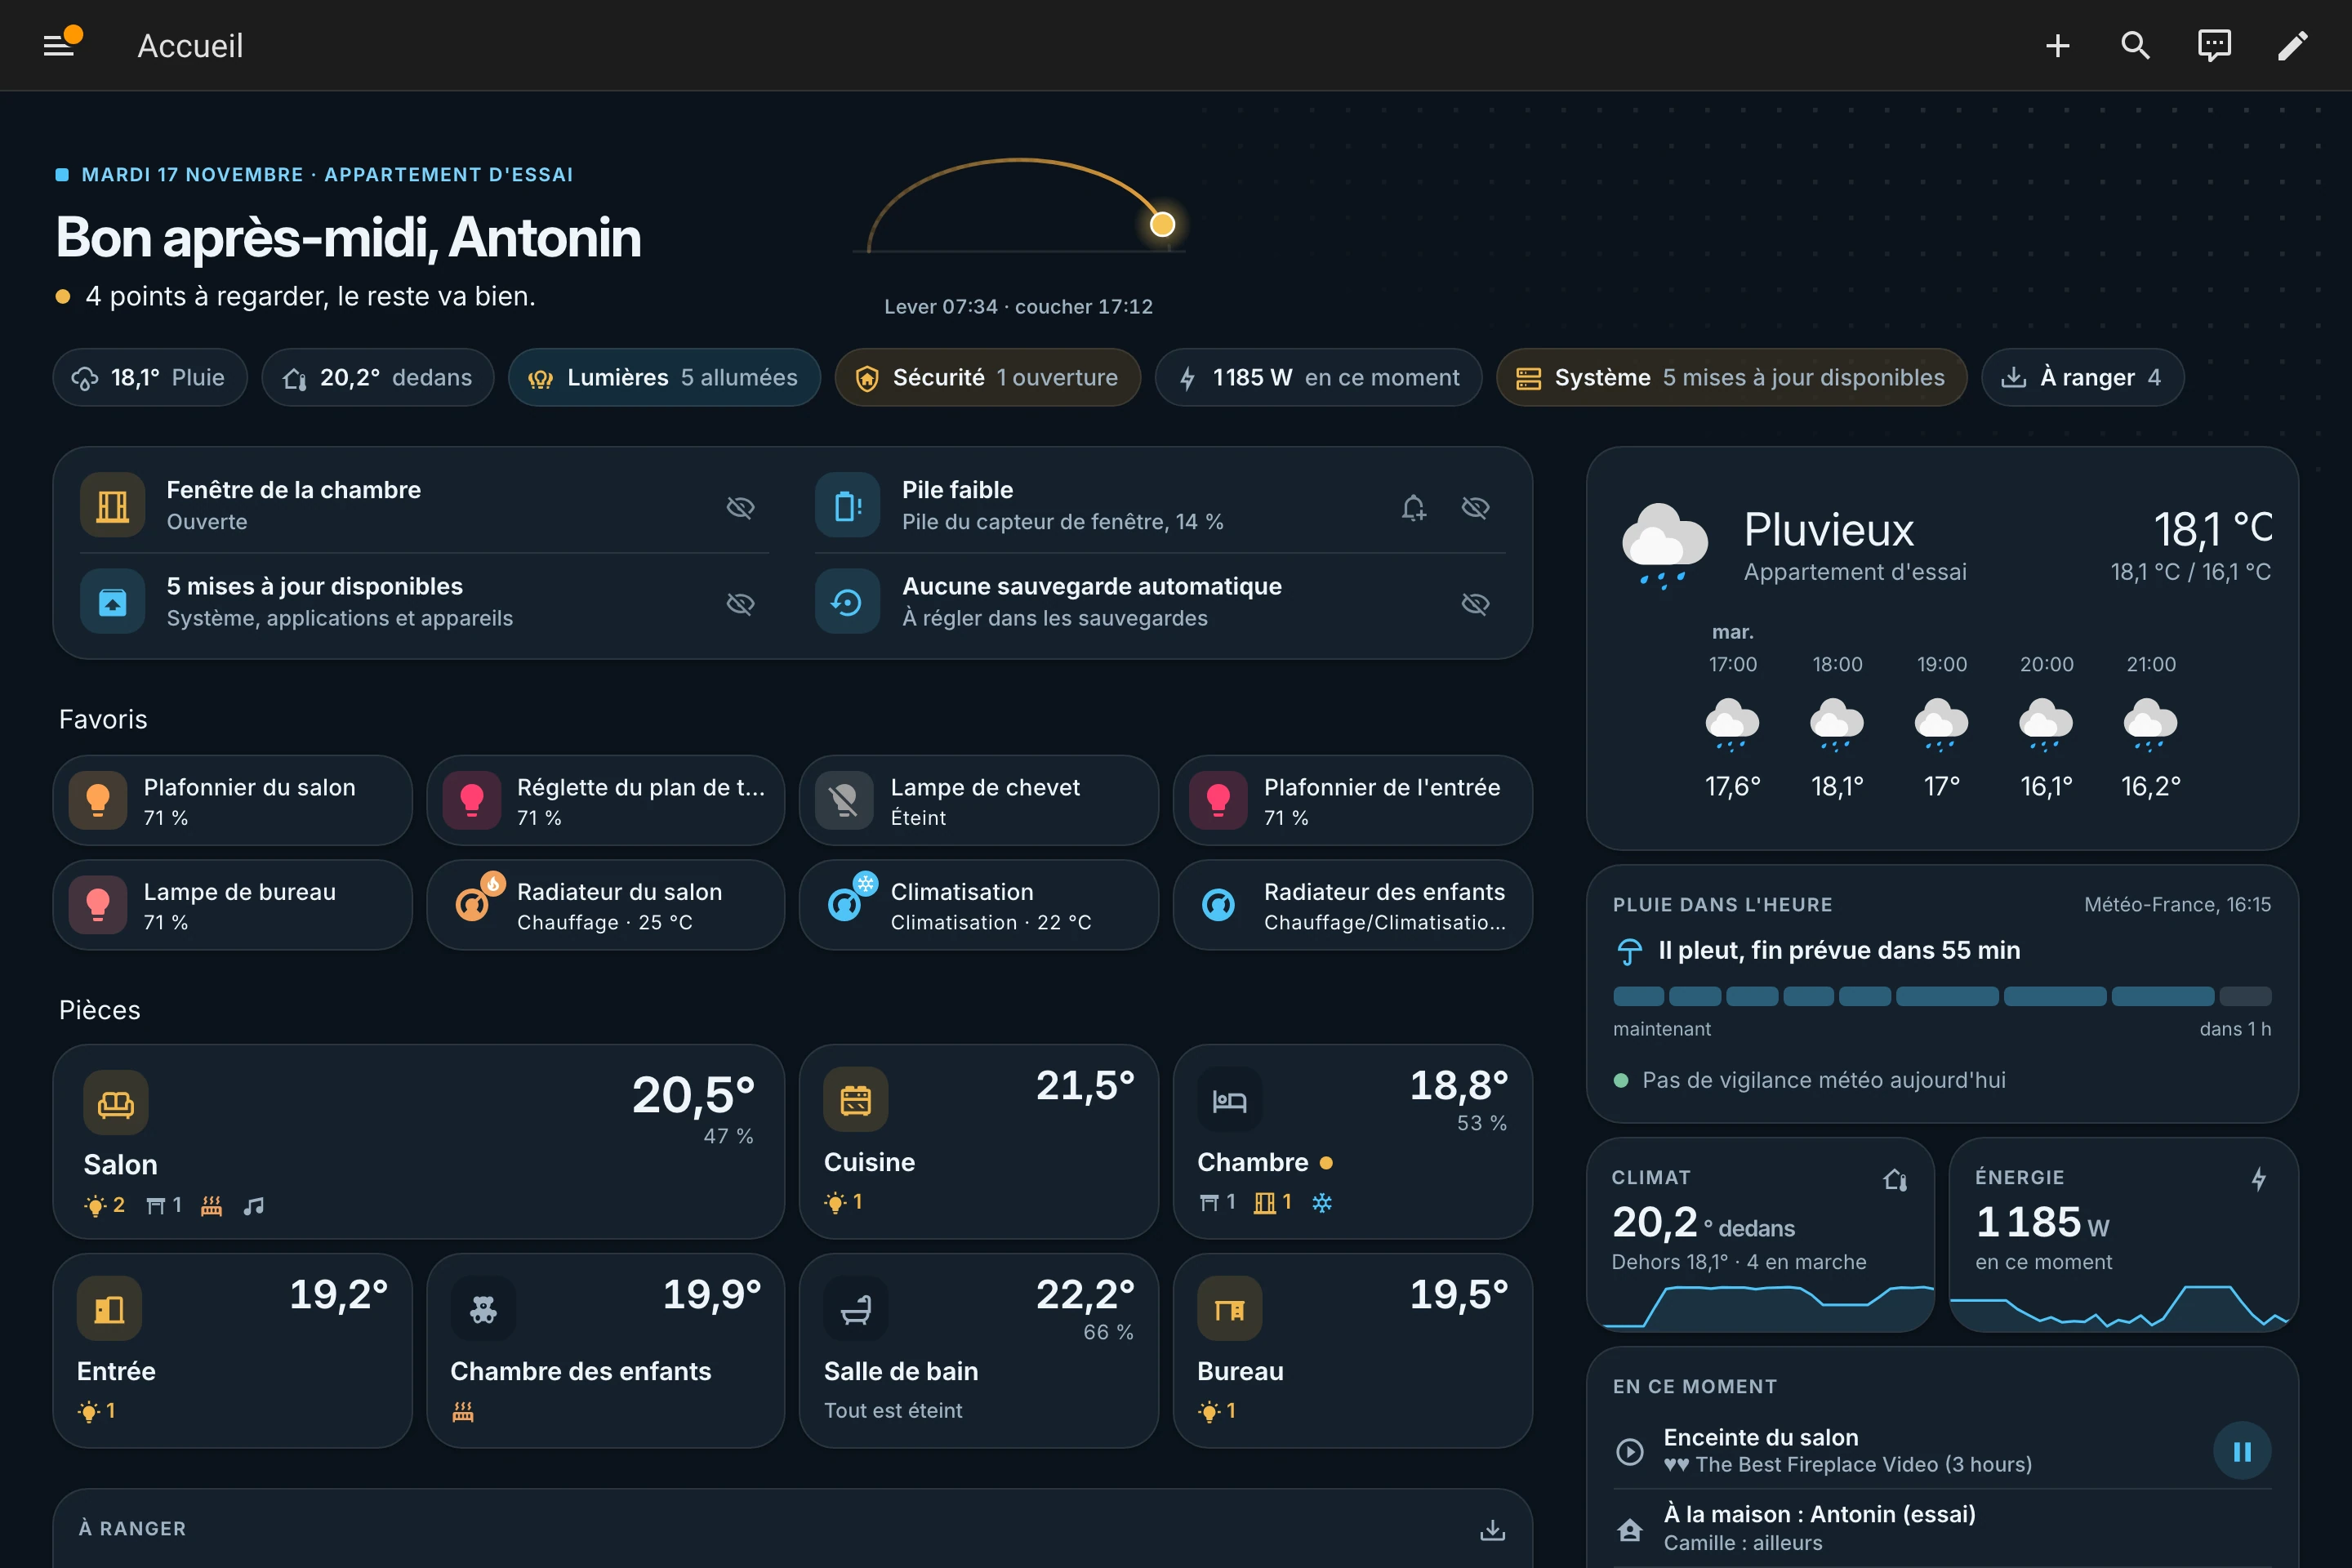 Accueil
MARDI 17 NOVEMBRE · APPARTEMENT D'ESSAI
Bon après-midi, Antonin
4 points à regarder, le reste va bien.
Lever 07:34 · coucher 17:12
18,1° Pluie
20,2° dedans
Lumières 5 allumées
Sécurité 1 ouverture
1185 W en ce moment
Système 5 mises à jour disponibles
À ranger 4
Fenêtre de la chambre
Ouverte
Pile faible
Pile du capteur de fenêtre, 14 %
5 mises à jour disponibles
Système, applications et appareils
Aucune sauvegarde automatique
À régler dans les sauvegardes
Favoris
Plafonnier du salon
71 %
Réglette du plan de t...
71 %
Lampe de chevet
Éteint
Plafonnier de l'entrée
71 %
Lampe de bureau
71 %
Radiateur du salon
Chauffage · 25 °C
Climatisation
Climatisation · 22 °C
Radiateur des enfants
Chauffage/Climatisatio...
Pièces
20,5°
47 %
Salon
2 1
21,5°
Cuisine
1
18,8°
53 %
Chambre
1 1
19,2°
Entrée
1
19,9°
Chambre des enfants
22,2°
66 %
Salle de bain
Tout est éteint
19,5°
Bureau
1
À RANGER
Pluvieux
Appartement d'essai
18,1 °C
18,1 °C / 16,1 °C
mar.
17:00 18:00 19:00 20:00 21:00
17,6° 18,1° 17° 16,1° 16,2°
PLUIE DANS L'HEURE
Météo-France, 16:15
Il pleut, fin prévue dans 55 min
maintenant
dans 1 h
Pas de vigilance météo aujourd'hui
CLIMAT
20,2 ° dedans
Dehors 18,1° · 4 en marche
ÉNERGIE
1185 W
en ce moment
EN CE MOMENT
Enceinte du salon
♥♥ The Best Fireplace Video (3 hours)
À la maison : Antonin (essai)
Camille : ailleurs